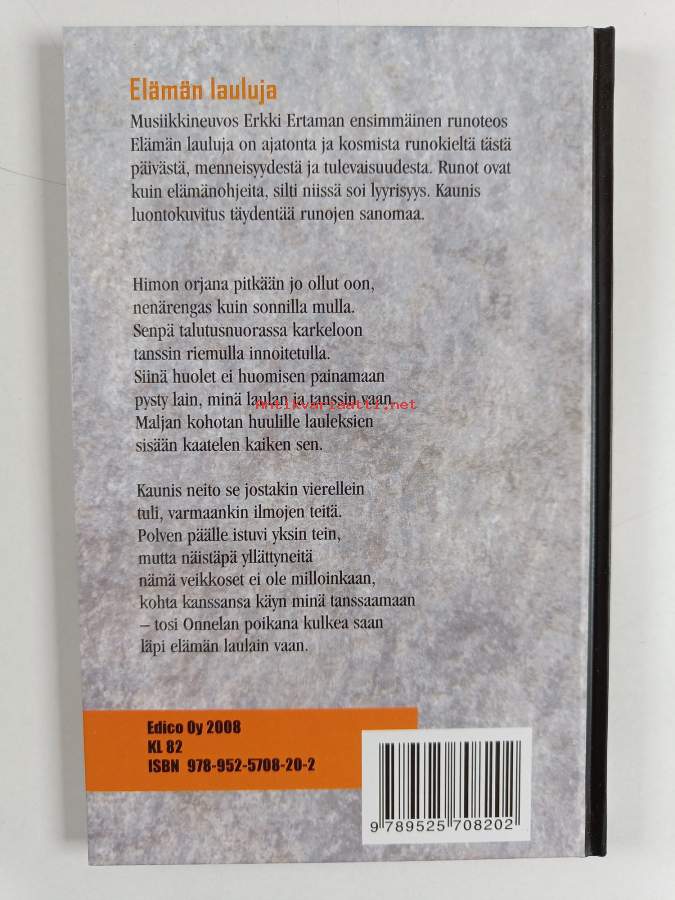 Elämän lauluja
Musiikkineuvos Erkki Ertaman ensimmäinen runoteos
Elämän lauluja on ajatonta ja kosmista runokieltä tästä
päivästä, menneisyydestä ja tulevaisuudesta. Runot ovat
kuin elämänohjeita, silti niissä soi lyyrisyys. Kaunis
luontokuvitus täydentää runojen sanomaa.
Himon orjana pitkään jo ollut oon,
nenärengas kuin sonnilla mulla.
Senpä talutusnuorassa karkeloon
tanssin riemulla innoitetulla.
Siinä huolet ei huomisen painamaan
pysty lain, minä laulan ja tanssin vaan.
Antikvariaatti.net
Maljan kohotan huulille lauleksien
sisään kaatelen kaiken sen.
Kaunis neito se jostakin vierellein
tuli, varmaankin ilmojen teitä.
Polven päälle istuvi yksin tein,
mutta näistäpä yllättyneitä
nämä veikkoset ei ole milloinkaan,
kohta kanssansa käyn minä tanssaamaan
– tosi Onnelan poikana kulkea saan
läpi elämän laulain vaan.
Edico Oy 2008
KL 82
ISBN 978-952-5708-20-2
9 789525 708202